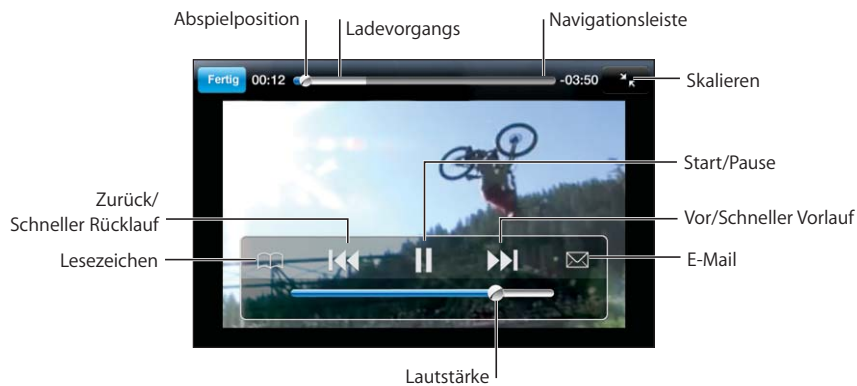 Abspielposition
Ladevorgangs
Navigationsleiste
Fertig 00:12 -03:50
Skalieren
Start/Pause
Zurück/
Schneller Rücklauf
Vor/Schneller Vorlauf
Lesezeichen
E-Mail
Lautstärke